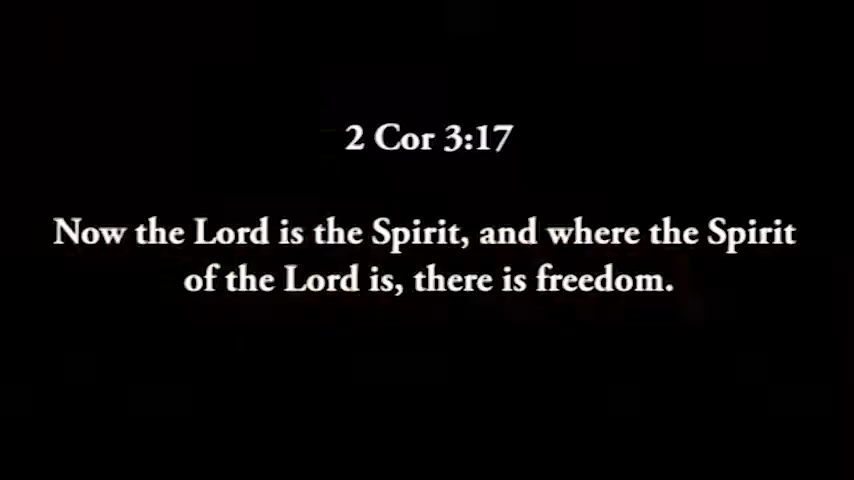 2 Cor 3:17
Now the Lord is the Spirit, and where the Spirit
of the Lord is, there is freedom.